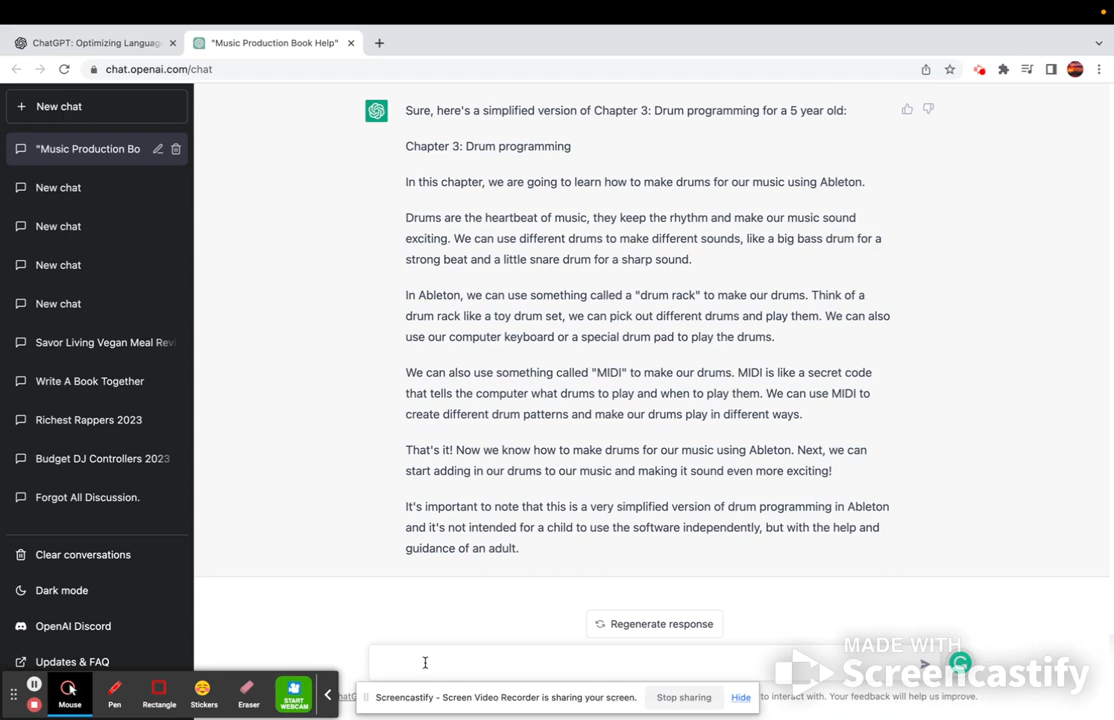 ChatGPT: Optimizing Languag
"Music Production Book Help"
chat.openai.com/chat
New chat
"Music Production Bo
New chat
New chat
New chat
New chat
Savor Living Vegan Meal Revi
Write A Book Together
Richest Rappers 2023
Budget DJ Controllers 2023
Forgot All Discussion.
Clear conversations
Dark mode
OpenAI Discord
Updates & FAQ
Sure, here's a simplified version of Chapter 3: Drum programming for a 5 year old:
Chapter 3: Drum programming
In this chapter, we are going to learn how to make drums for our music using Ableton.
Drums are the heartbeat of music, they keep the rhythm and make our music sound
exciting. We can use different drums to make different sounds, like a big bass drum for a
strong beat and a little snare drum for a sharp sound.
In Ableton, we can use something called a "drum rack" to make our drums. Think of a
drum rack like a toy drum set, we can pick out different drums and play them. We can also
use our computer keyboard or a special drum pad to play the drums.
We can also use something called "MIDI" to make our drums. MIDI is like a secret code
that tells the computer what drums to play and when to play them. We can use MIDI to
create different drum patterns and make our drums play in different ways.
That's it! Now we know how to make drums for our music using Ableton. Next, we can
start adding in our drums to our music and making it sound even more exciting!
It's important to note that this is a very simplified version of drum programming in Ableton
and it's not intended for a child to use the software independently, but with the help and
guidance of an adult.
Regenerate response
MADE WITH
Screencastify
to interact with. Your feedback will help us improve.
Screencastify - Screen Video Recorder is sharing your screen.
Stop sharing
Hide
Mouse
Pen
Rectangle
Stickers
Eraser
START
WEBCAM